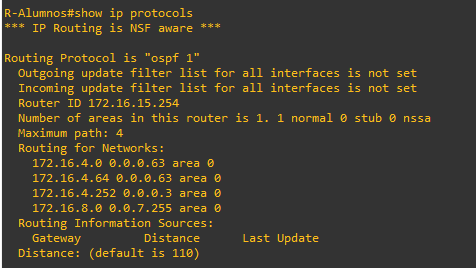 R-Alumnos#show ip protocols
*** IP Routing is NSF aware ***
Routing Protocol is "ospf 1"
Outgoing update filter list for all interfaces is not set
Incoming update filter list for all interfaces is not set
Router ID 172.16.15.254
Number of areas in this router is 1. 1 normal 0 stub 0 nssa
Maximum path: 4
Routing for Networks:
172.16.4.0 0.0.0.63 area 0
172.16.4.64 0.0.0.63 area 0
172.16.4.252 0.0.0.3 area 0
172.16.8.0 0.0.7.255 area 0
Routing Information Sources:
Gateway Distance Last Update
Distance: (default is 110)